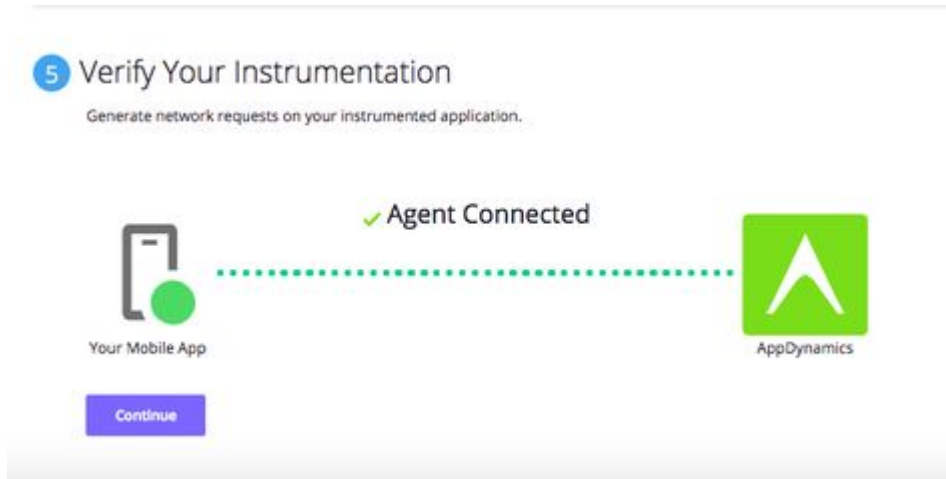 5 Verify Your Instrumentation
Generate network requests on your instrumented application.
Agent Connected
Your Mobile App
AppDynamics
Continue